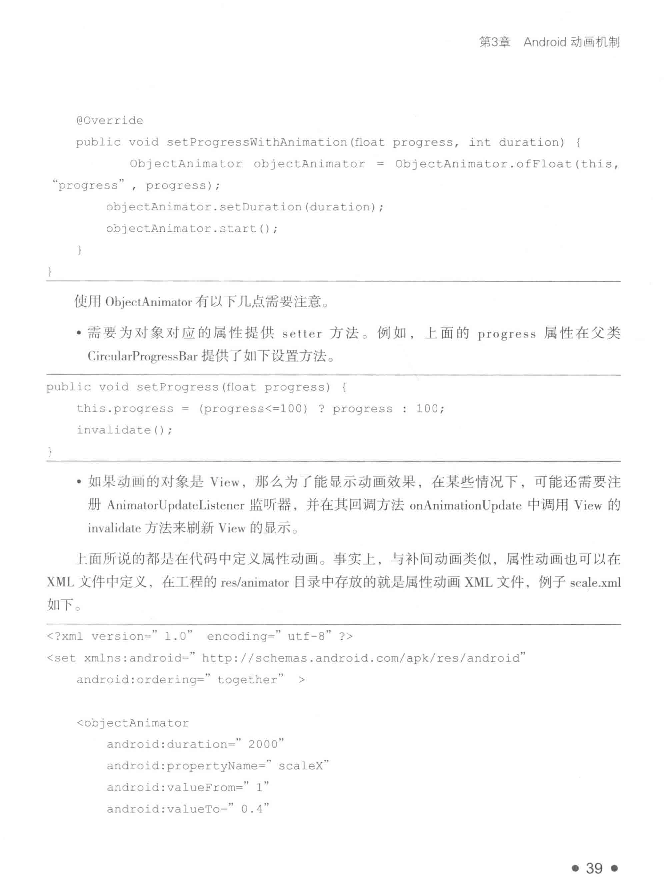 第3章 Android 动画机制
@Override
public void setProgressWithAnimation(float progress, int duration) {
ObjectAnimator objectAnimator = ObjectAnimator.ofFloat(this,
“progress”, progress);
objectAnimator.setDuration(duration);
objectAnimator.start();
}
}
使用 ObjectAnimator 有以下几点需要注意。
• 需要为对象对应的属性提供 setter 方法。例如，上面的 progress 属性在父类
CircularProgressBar 提供了如下设置方法。
public void setProgress(float progress) {
this.progress = (progress<=100) ? progress : 100;
invalidate();
}
• 如果动画的对象是 View，那么为了能显示动画效果，在某些情况下，可能还需要注
册 AnimatorUpdateListener 监听器，并在其回调方法 onAnimationUpdate 中调用 View 的
invalidate 方法来刷新 View 的显示。
上面所说的都是在代码中定义属性动画。事实上，与补间动画类似，属性动画也可以在
XML 文件中定义，在工程的 res/animator 目录中存放的就是属性动画 XML 文件，例子 scale.xml
如下。
<?xml version=”1.0” encoding=”utf-8”?>
<set xmlns:android=”http://schemas.android.com/apk/res/android”
android:ordering=”together” >
<objectAnimator
android:duration=”2000”
android:propertyName=”scaleX”
android:valueFrom=”1”
android:valueTo=”0.4”
• 39 •